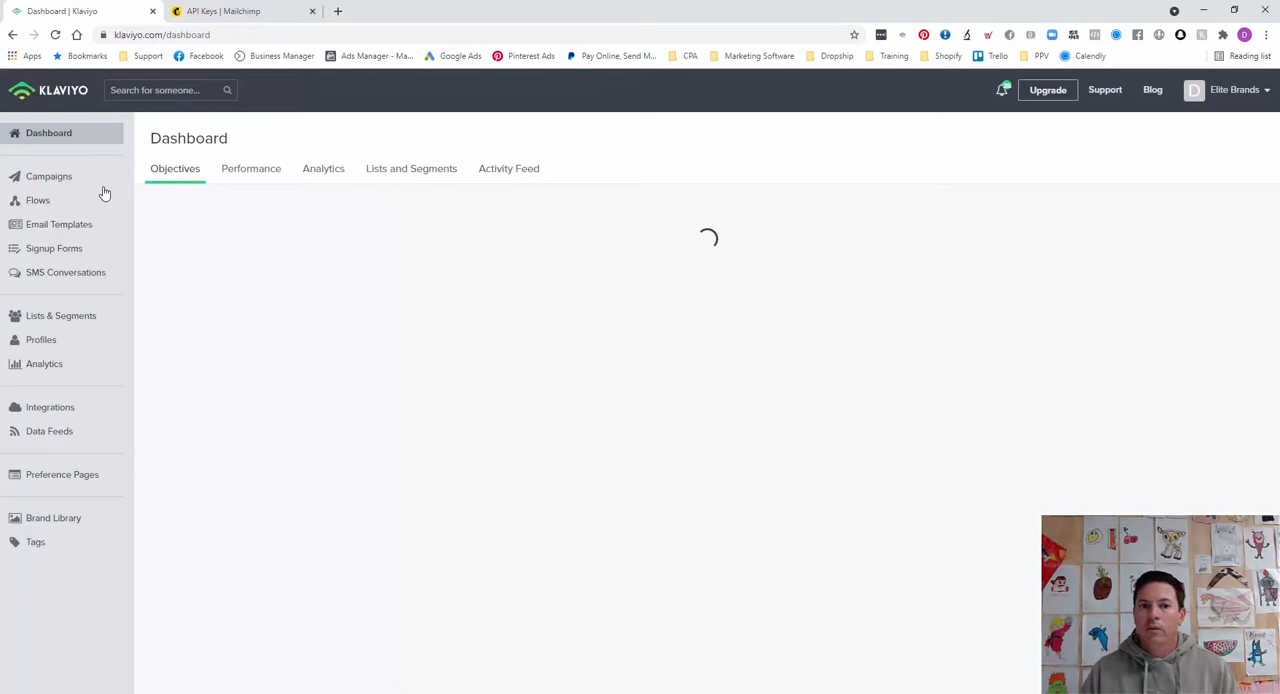 Dashboard | Klaviyo
API Keys | Mailchimp
klaviyo.com/dashboard
D
Apps
Bookmarks
Support
Facebook
Business Manager
Ads Manager - Ma...
Google Ads
Pinterest Ads
Pay Online, Send M...
CPA
Marketing Software
Dropship
Training
Shopify
Trello
PPV
Calendly
Reading list
KLAVIYO
Search for someone...
Upgrade
Support
Blog
D
Elite Brands
Dashboard
Campaigns
Flows
Email Templates
Signup Forms
SMS Conversations
Lists & Segments
Profiles
Analytics
Integrations
Data Feeds
Preference Pages
Brand Library
Tags
Dashboard
Objectives
Performance
Analytics
Lists and Segments
Activity Feed